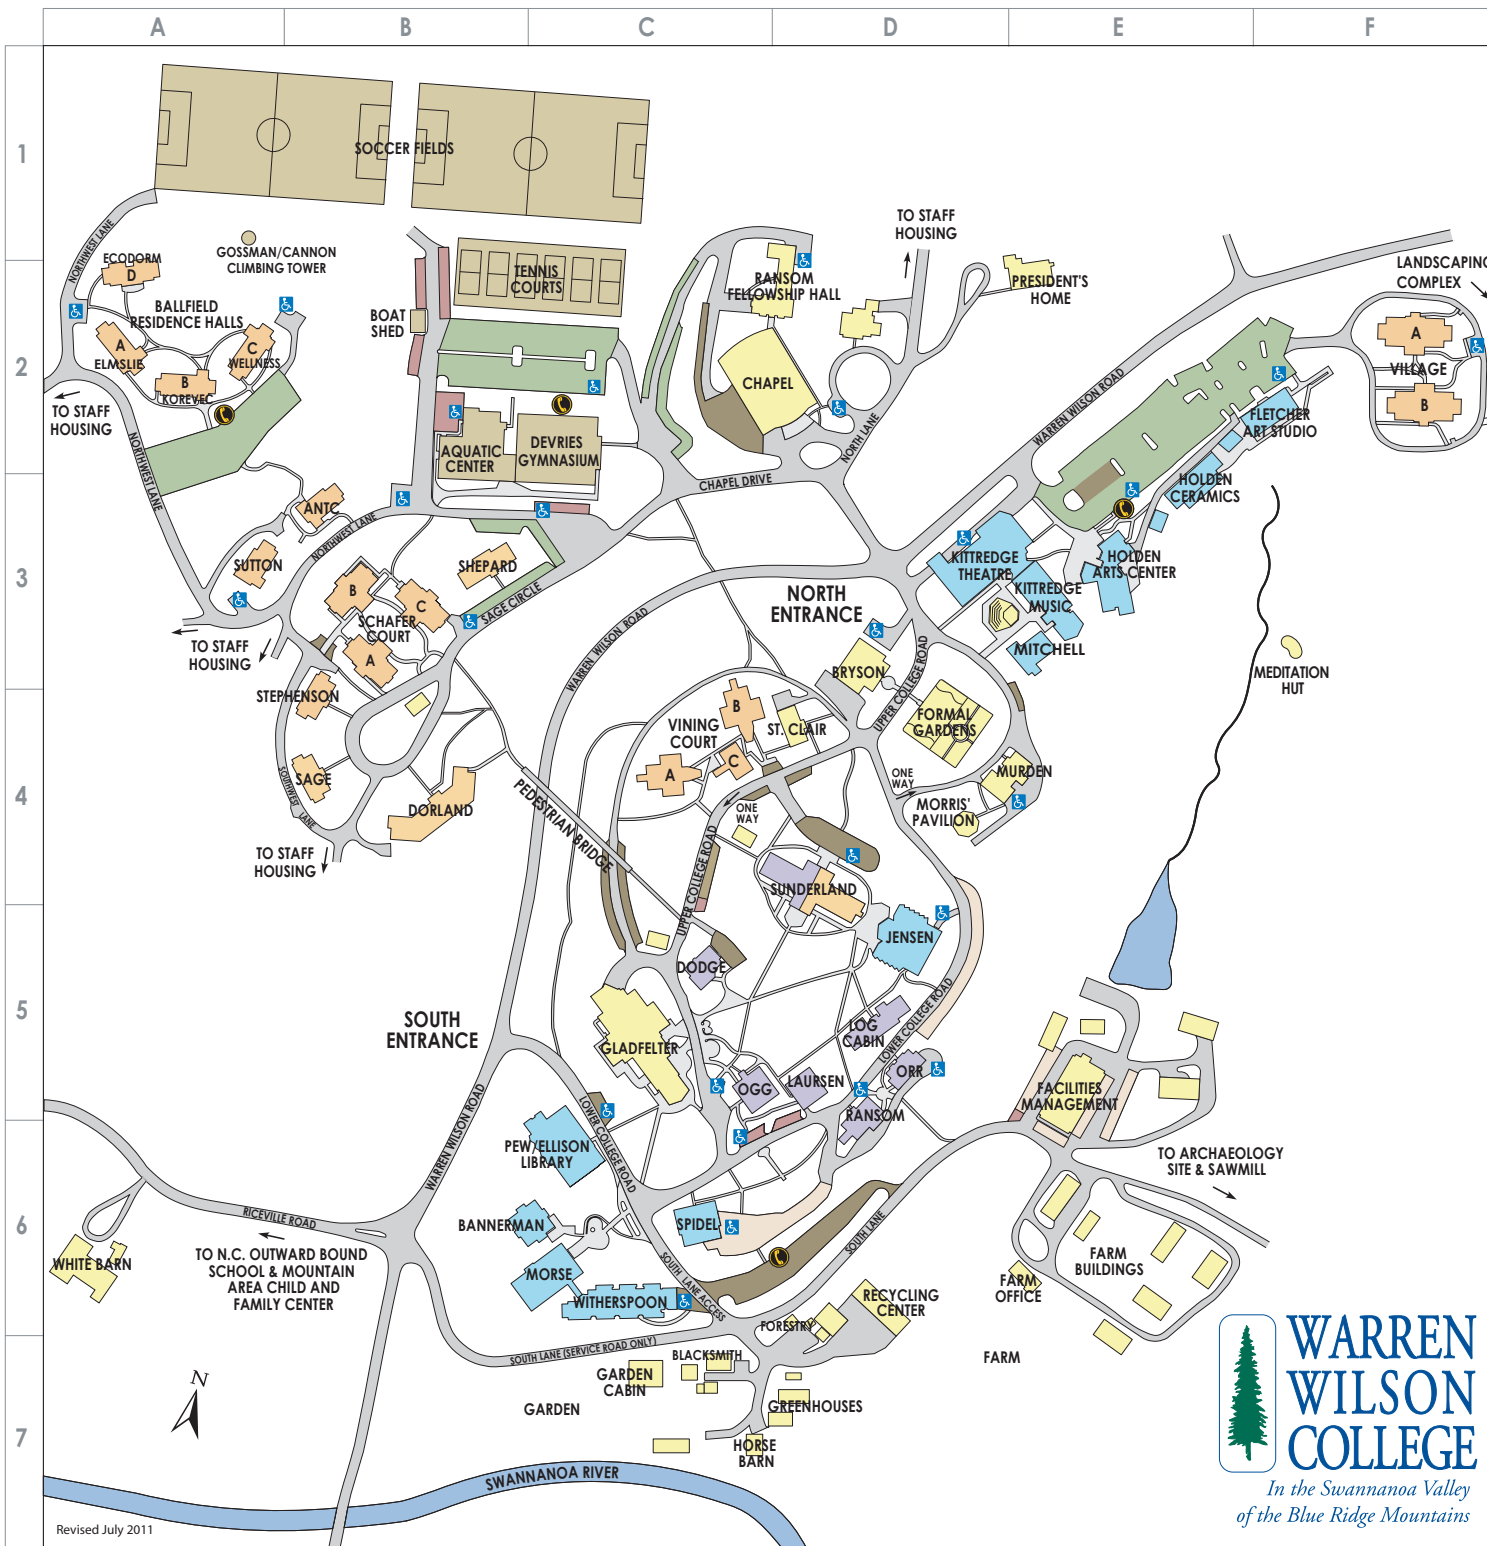 A
B
C
D
E
F
1
2
3
4
5
6
7
SOCCER FIELDS
NORTHWEST LANE
ECODORM
D
GOSSMAN/CANNON
CLIMBING TOWER
BALLFIELD
RESIDENCE HALLS
A
ELMSLIE
B
KOREVEC
C
WELLNESS
TO STAFF
HOUSING
NORTHWEST LANE
BOAT
SHED
TENNIS
COURTS
AQUATIC
CENTER
DEVRIES
GYMNASIUM
RANSOM
FELLOWSHIP HALL
CHAPEL
TO STAFF
HOUSING
PRESIDENT'S
HOME
NORTH LANE
CHAPEL DRIVE
WARREN WILSON ROAD
LANDSCAPING
COMPLEX
A
VILLAGE
B
FLETCHER
ART STUDIO
HOLDEN
CERAMICS
HOLDEN
ARTS CENTER
KITTREDGE
THEATRE
KITTREDGE
MUSIC
MITCHELL
ANTC
NORTHWEST LANE
SUTTON
SHEPARD
SAGE CIRCLE
B
C
SCHAFER
COURT
A
TO STAFF
HOUSING
STEPHENSON
SAGE
SOUTHWEST LANE
DORLAND
TO STAFF
HOUSING
WARREN WILSON ROAD
NORTH
ENTRANCE
BRYSON
UPPER COLLEGE ROAD
FORMAL
GARDENS
MEDITATION
HUT
VINING
COURT
B
A
C
ST. CLAIR
ONE
WAY
ONE
WAY
MURDEN
MORRIS'
PAVILION
PEDESTRIAN BRIDGE
UPPER COLLEGE ROAD
SUNDERLAND
JENSEN
DODGE
SOUTH
ENTRANCE
GLADFELTER
LOG
CABIN
LOWER COLLEGE ROAD
OGG
LAURSEN
ORR
RANSOM
FACILITIES
MANAGEMENT
WARREN WILSON ROAD
LOWER COLLEGE ROAD
PEW/ELLISON
LIBRARY
TO ARCHAEOLOGY
SITE & SAWMILL
RICEVILLE ROAD
BANNERMAN
SPIDEL
SOUTH LANE
WHITE BARN
TO N.C. OUTWARD BOUND
SCHOOL & MOUNTAIN
AREA CHILD AND
FAMILY CENTER
MORSE
WITHERSPOON
SOUTH LANE ACCESS
FARM
BUILDINGS
FARM
OFFICE
RECYCLING
CENTER
FORESTRY
SOUTH LANE (SERVICE ROAD ONLY)
BLACKSMITH
GARDEN
CABIN
GARDEN
GREENHOUSES
FARM
HORSE
BARN
N
SWANNANOA RIVER
Revised July 2011
WARREN
WILSON
COLLEGE
In the Swannanoa Valley
of the Blue Ridge Mountains